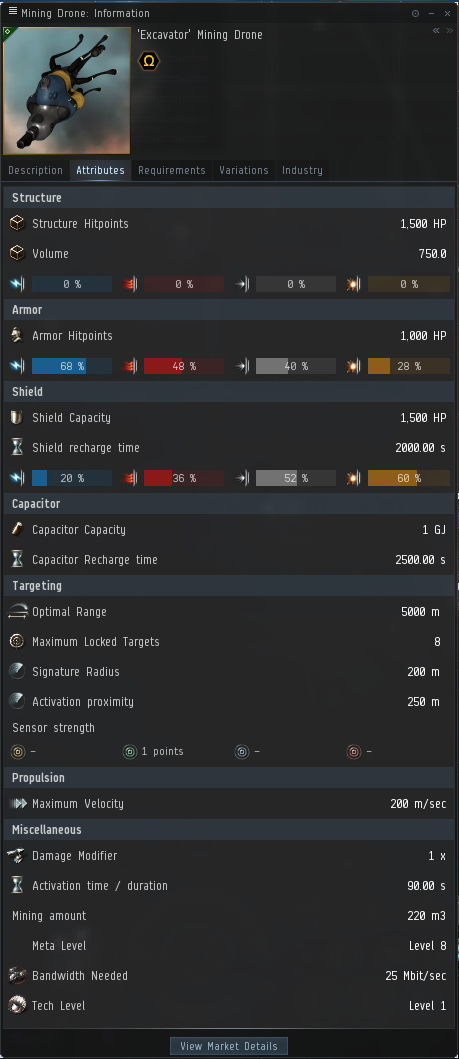 Mining Drone: Information
'Excavator' Mining Drone
Ω
Description Attributes Requirements Variations Industry
Structure
Structure Hitpoints 1,500 HP
Volume 750.0
0 % 0 % 0 % 0 %
Armor
Armor Hitpoints 1,000 HP
68 % 48 % 40 % 28 %
Shield
Shield Capacity 1,500 HP
Shield recharge time 2000.00 s
20 % 36 % 52 % 60 %
Capacitor
Capacitor Capacity 1 GJ
Capacitor Recharge time 2500.00 s
Targeting
Optimal Range 5000 m
Maximum Locked Targets 8
Signature Radius 200 m
Activation proximity 250 m
Sensor strength
– 1 points – –
Propulsion
Maximum Velocity 200 m/sec
Miscellaneous
Damage Modifier 1 x
Activation time / duration 90.00 s
Mining amount 220 m3
Meta Level Level 8
Bandwidth Needed 25 Mbit/sec
Tech Level Level 1
View Market Details